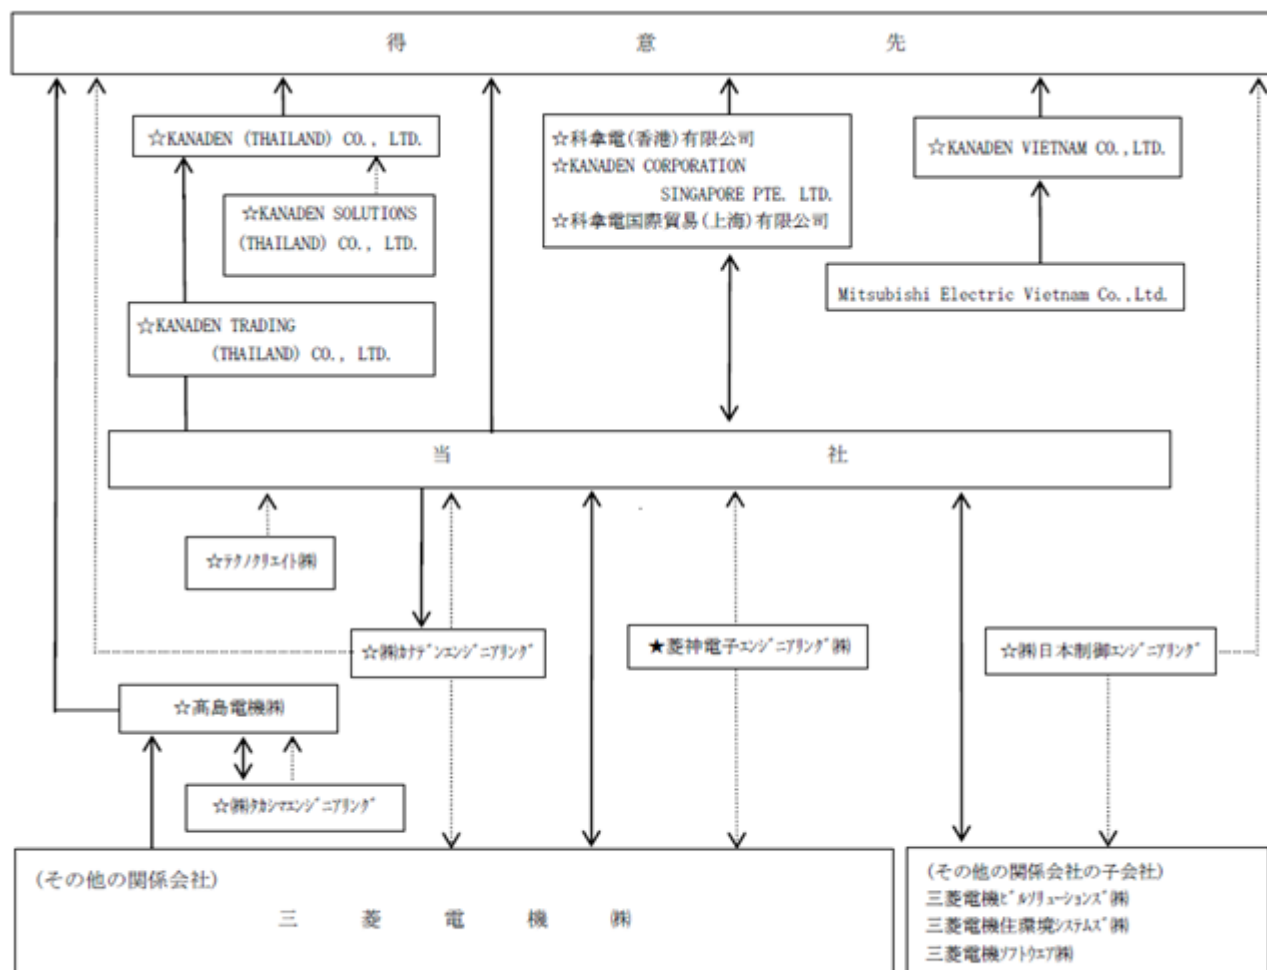 得意先
☆KANADEN (THAILAND) CO., LTD.
☆KANADEN SOLUTIONS
(THAILAND) CO., LTD.
☆KANADEN TRADING
(THAILAND) CO., LTD.
☆科拿電(香港)有限公司
☆KANADEN CORPORATION
SINGAPORE PTE. LTD.
☆科拿電国際貿易(上海)有限公司
☆KANADEN VIETNAM CO.,LTD.
Mitsubishi Electric Vietnam Co.,Ltd.
当社
☆ﾃｸﾉｸﾘｴｲﾄ㈱
☆㈱ｶﾅﾃﾞﾝｴﾝｼﾞﾆｱﾘﾝｸﾞ
★菱神電子ｴﾝｼﾞﾆｱﾘﾝｸﾞ㈱
☆㈱日本制御ｴﾝｼﾞﾆｱﾘﾝｸﾞ
☆髙島電機㈱
☆㈱ﾀｶｼﾏｴﾝｼﾞﾆｱﾘﾝｸﾞ
(その他の関係会社)
三菱電機㈱
(その他の関係会社の子会社)
三菱電機ﾋﾞﾙｿﾘｭｰｼｮﾝｽﾞ㈱
三菱電機住環境ｼｽﾃﾑｽﾞ㈱
三菱電機ｿﾌﾄｳｴｱ㈱